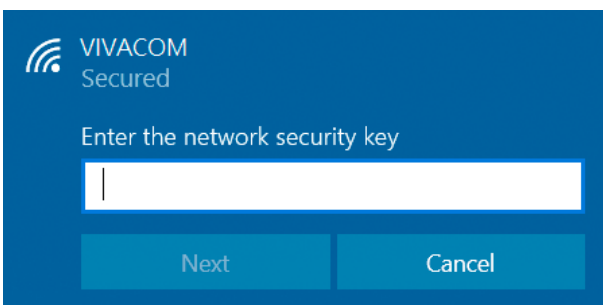 VIVACOM
Secured
Enter the network security key
Next
Cancel